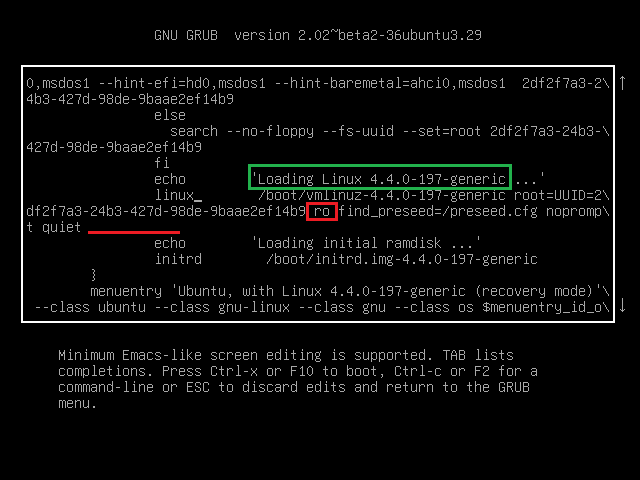 GNU GRUB  version 2.02~beta2-36ubuntu3.29
0,msdos1 --hint-efi=hd0,msdos1 --hint-baremetal=ahci0,msdos1  2df2f7a3-2\
4b3-427d-98de-9baae2ef14b9
else
search --no-floppy --fs-uuid --set=root 2df2f7a3-24b3-\
427d-98de-9baae2ef14b9
fi
echo 'Loading Linux 4.4.0-197-generic ...'
linux_ /boot/vmlinuz-4.4.0-197-generic root=UUID=2\
df2f7a3-24b3-427d-98de-9baae2ef14b9 ro find_preseed=/preseed.cfg nopromp\
t quiet
echo 'Loading initial ramdisk ...'
initrd /boot/initrd.img-4.4.0-197-generic
}
menuentry 'Ubuntu, with Linux 4.4.0-197-generic (recovery mode)'\
--class ubuntu --class gnu-linux --class gnu --class os $menuentry_id_o\
Minimum Emacs-like screen editing is supported. TAB lists
completions. Press Ctrl-x or F10 to boot, Ctrl-c or F2 for a
command-line or ESC to discard edits and return to the GRUB
menu.